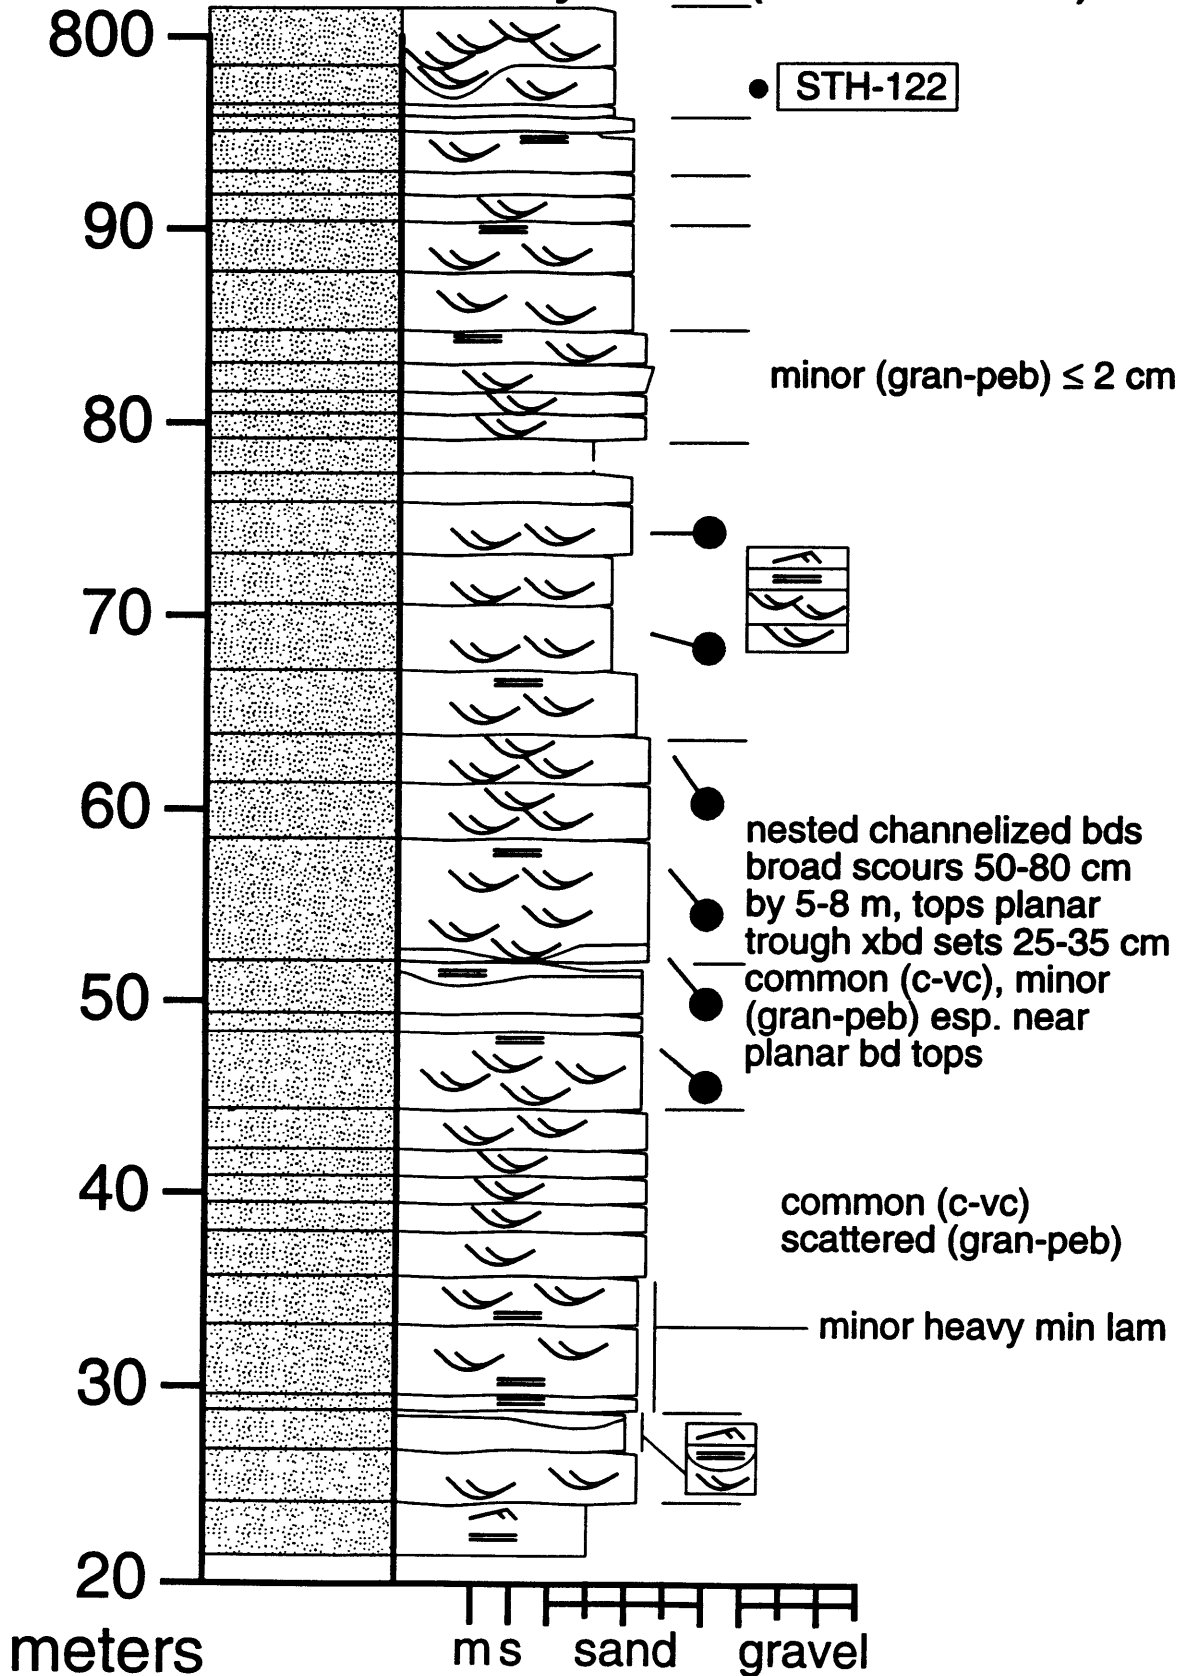 800
STH-122
90
minor (gran-peb) ≤ 2 cm
80
70
60
nested channelized bds
broad scours 50-80 cm
by 5-8 m, tops planar
trough xbd sets 25-35 cm
50
common (c-vc), minor
(gran-peb) esp. near
planar bd tops
40
common (c-vc)
scattered (gran-peb)
minor heavy min lam
30
20
meters
m s sand gravel